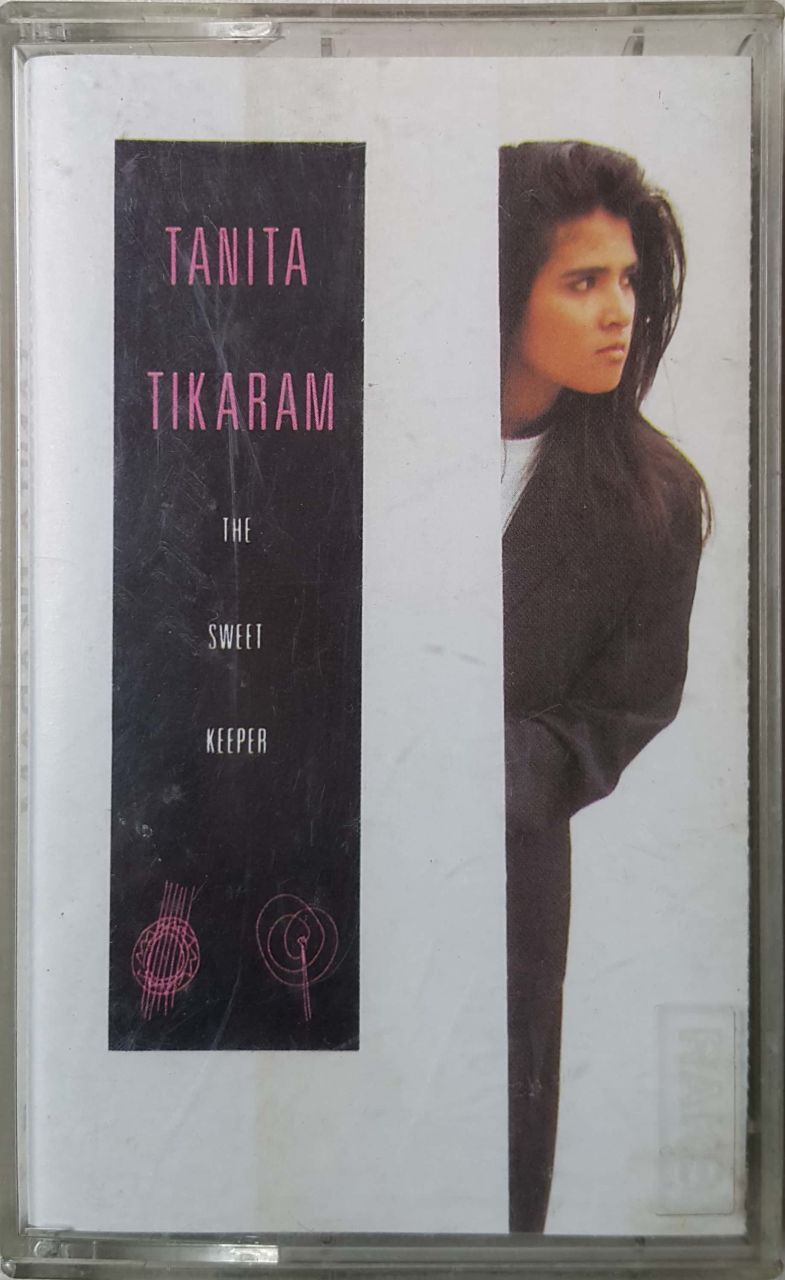 TANITA
TIKARAM
THE
SWEET
KEEPER